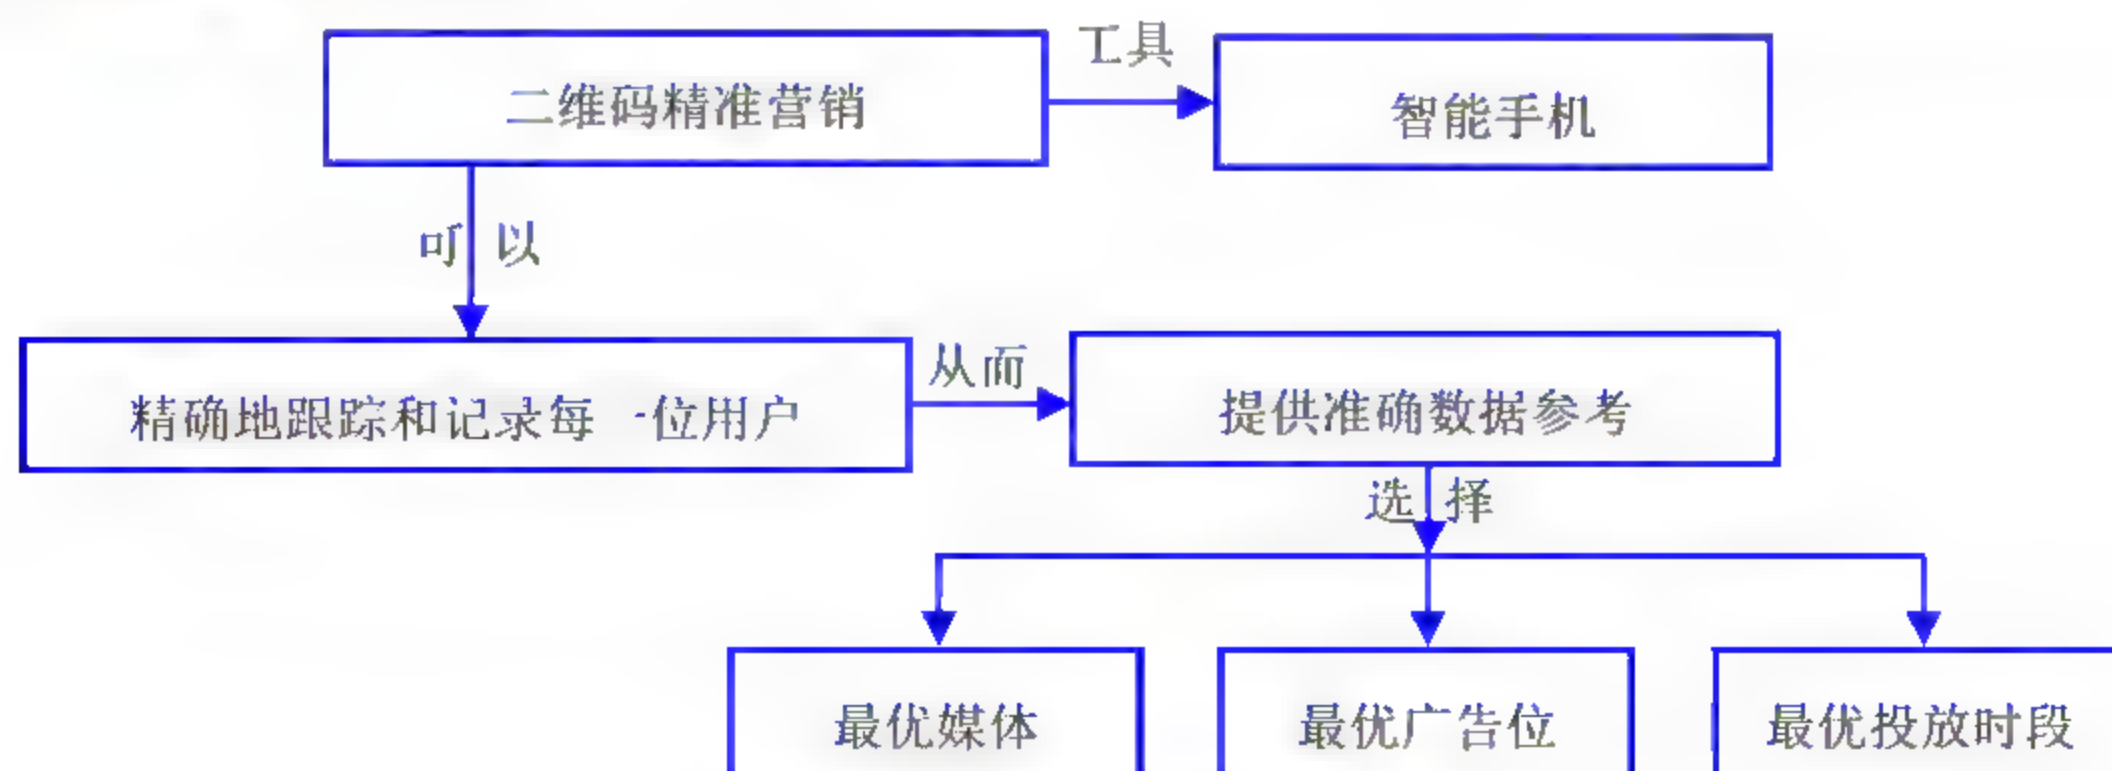 工具
二维码精准营销
智能手机
可以
从而
精确地跟踪和记录每一位用户
提供准确数据参考
选择
最优媒体
最优广告位
最优投放时段